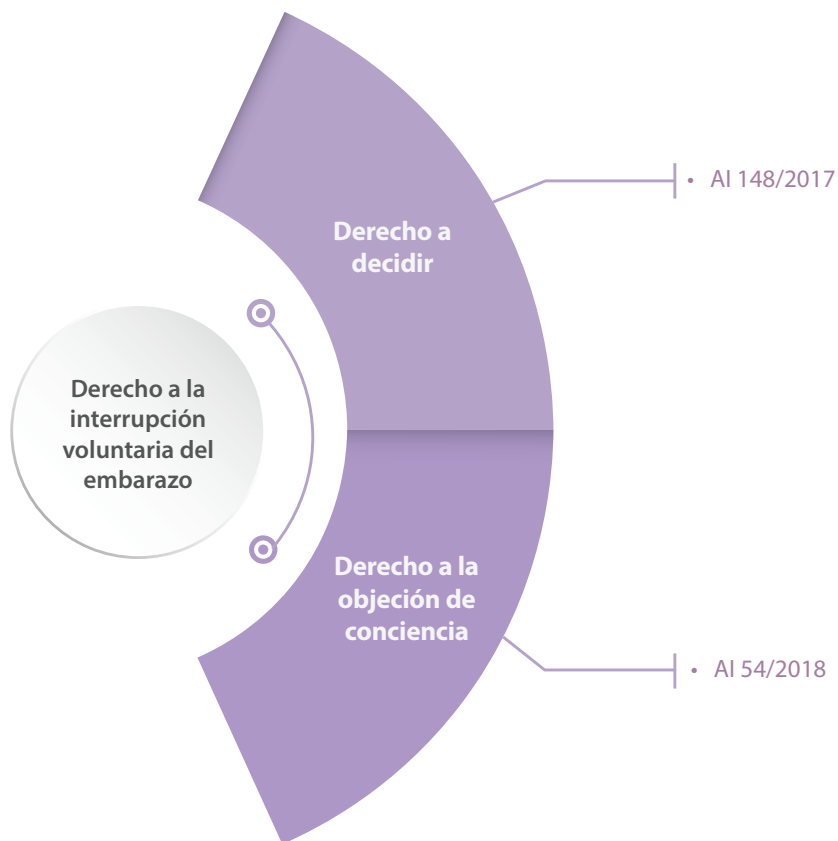 Derecho a la
interrupción
voluntaria del
embarazo
Derecho a
decidir
• AI 148/2017
Derecho a la
objeción de
conciencia
• AI 54/2018